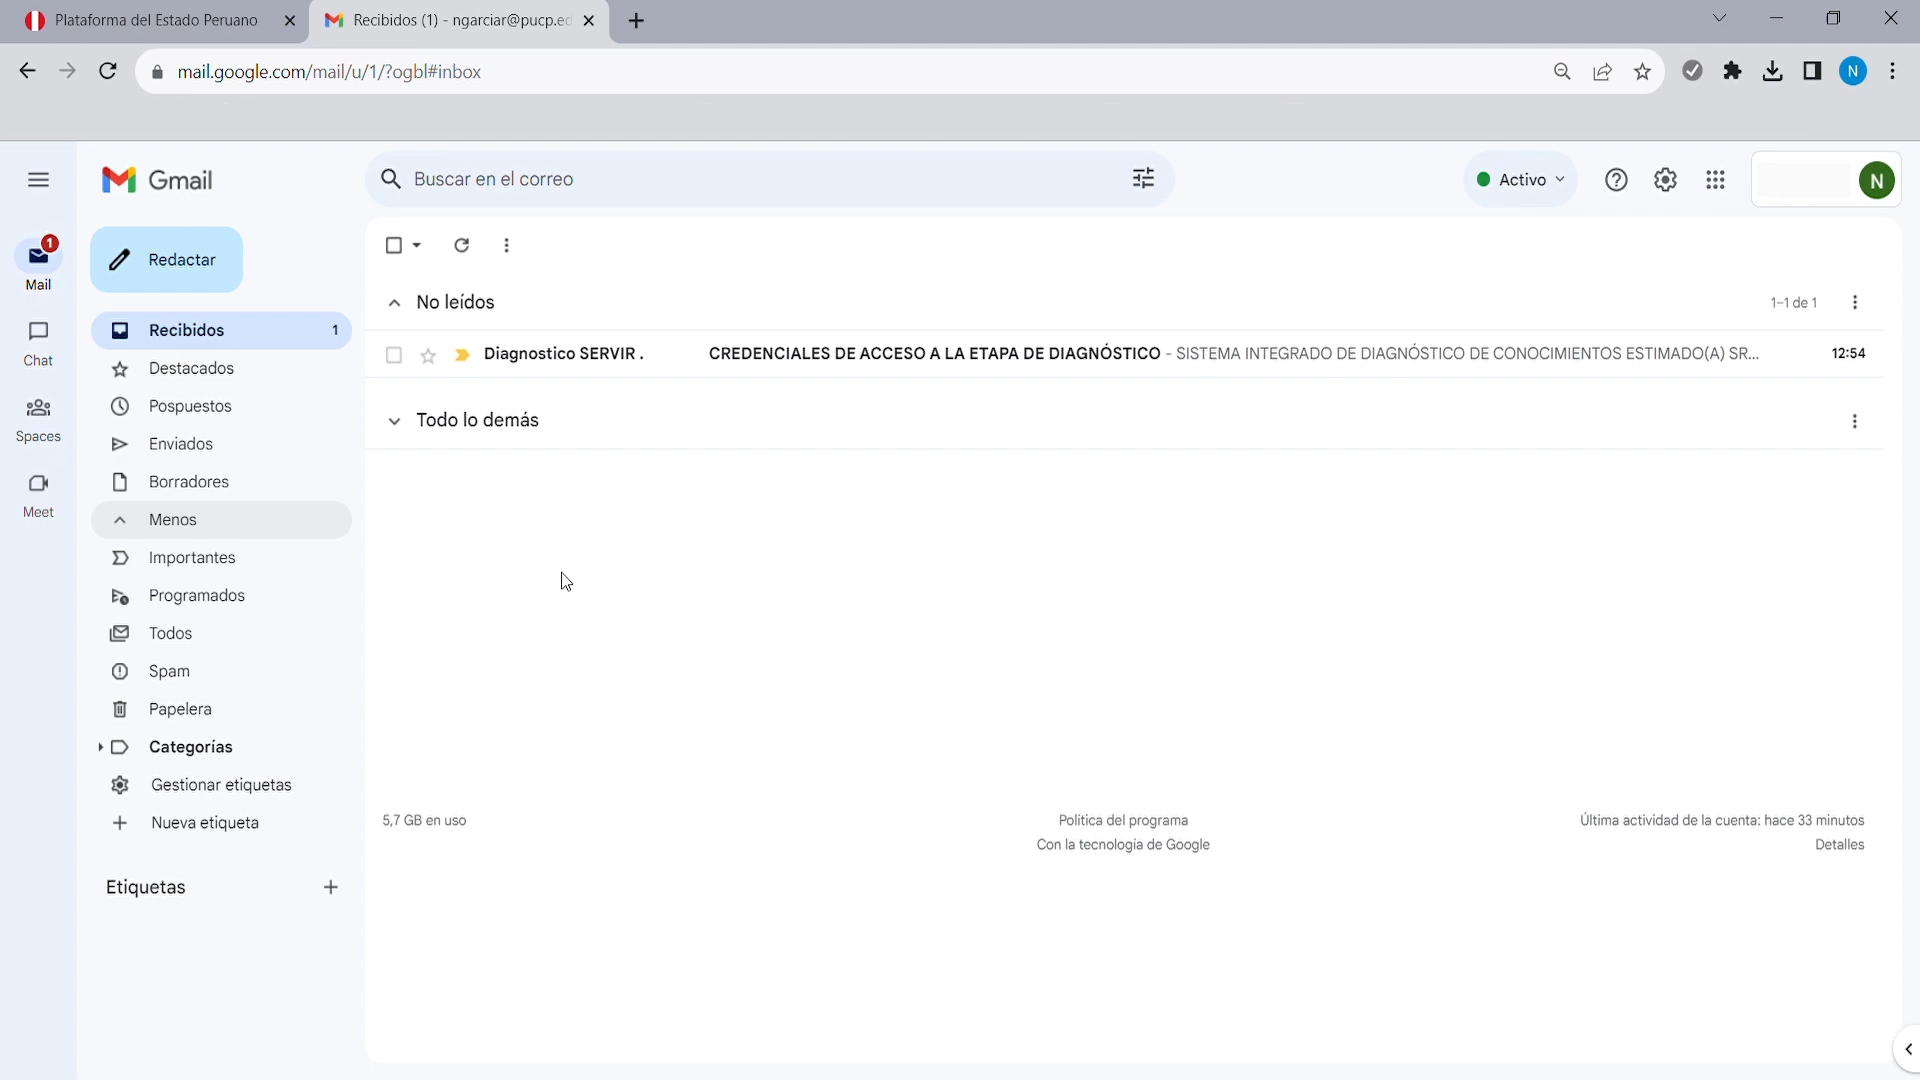 Plataforma del Estado Peruano
Recibidos (1) - ngarciar@pucp.ed
mail.google.com/mail/u/1/?ogbl#inbox
N
Gmail
Buscar en el correo
Activo
N
1
Mail
Chat
Spaces
Meet
Redactar
Recibidos 1
Destacados
Pospuestos
Enviados
Borradores
Menos
Importantes
Programados
Todos
Spam
Papelera
Categorías
Gestionar etiquetas
Nueva etiqueta
Etiquetas
No leídos
1–1 de 1
Diagnostico SERVIR . CREDENCIALES DE ACCESO A LA ETAPA DE DIAGNÓSTICO - SISTEMA INTEGRADO DE DIAGNÓSTICO DE CONOCIMIENTOS ESTIMADO(A) SR... 12:54
Todo lo demás
5,7 GB en uso
Política del programa
Con la tecnología de Google
Última actividad de la cuenta: hace 33 minutos
Detalles